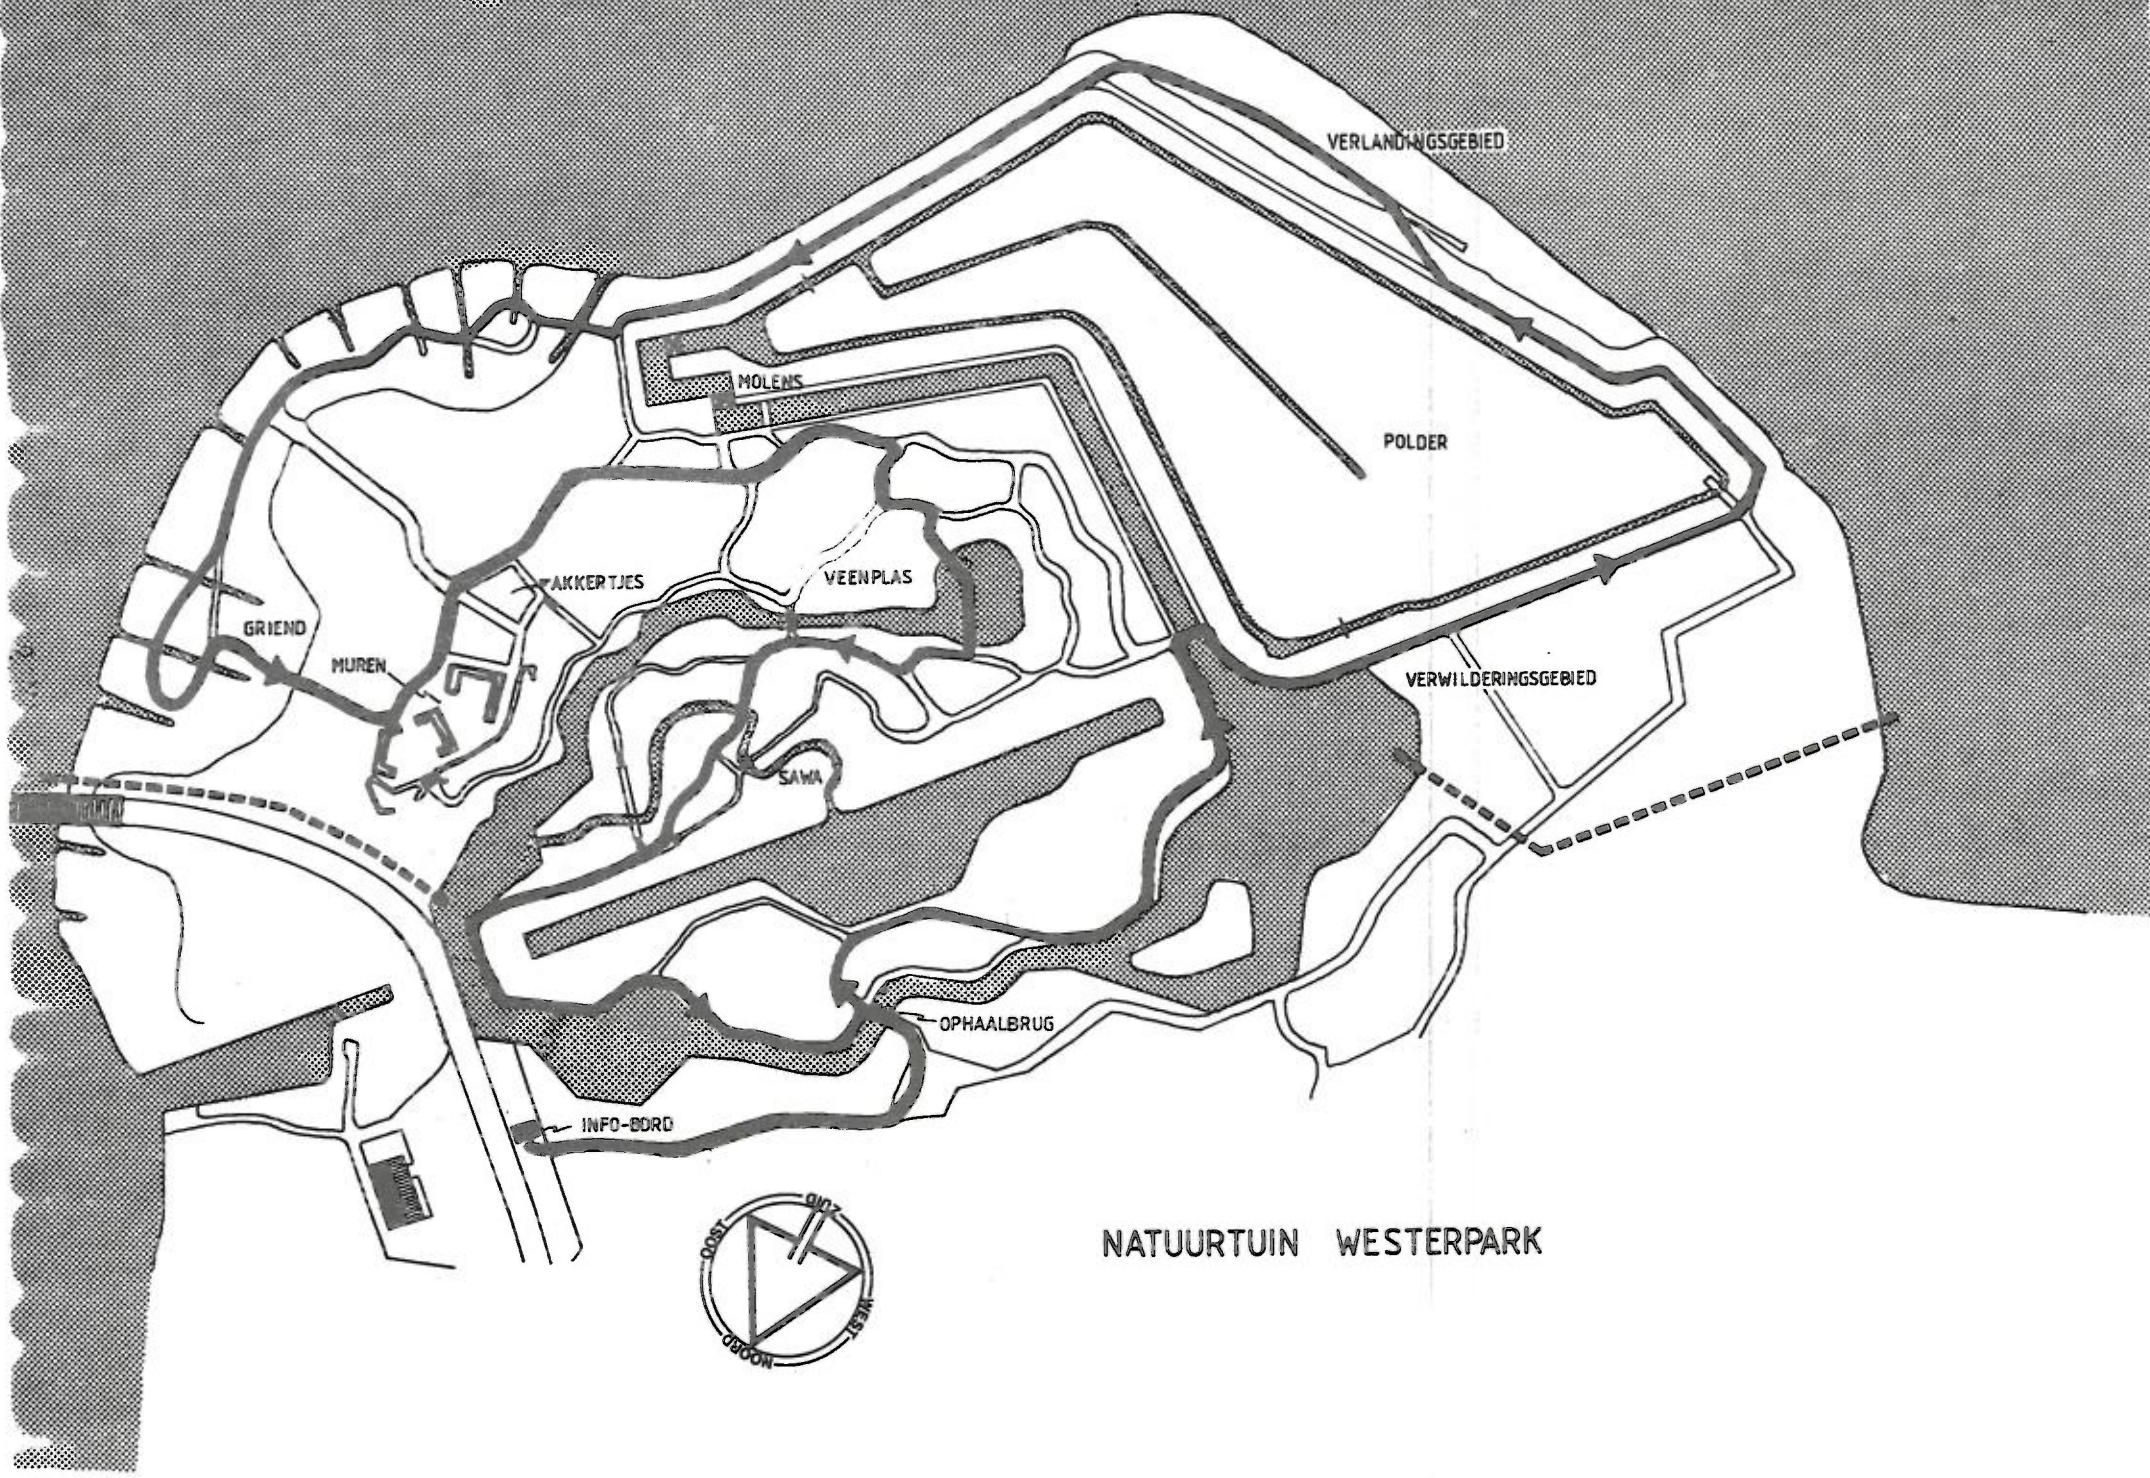 VERLANDINGSGEBIED
MOLENS
POLDER
AKKERTJES
VEENPLAS
GRIEND
MUREN
VERWILDERINGSGEBIED
SAWA
OPHAALBRUG
INFO-BORD
ZUID
OOST
WEST
NOORD
NATUURTUIN WESTERPARK